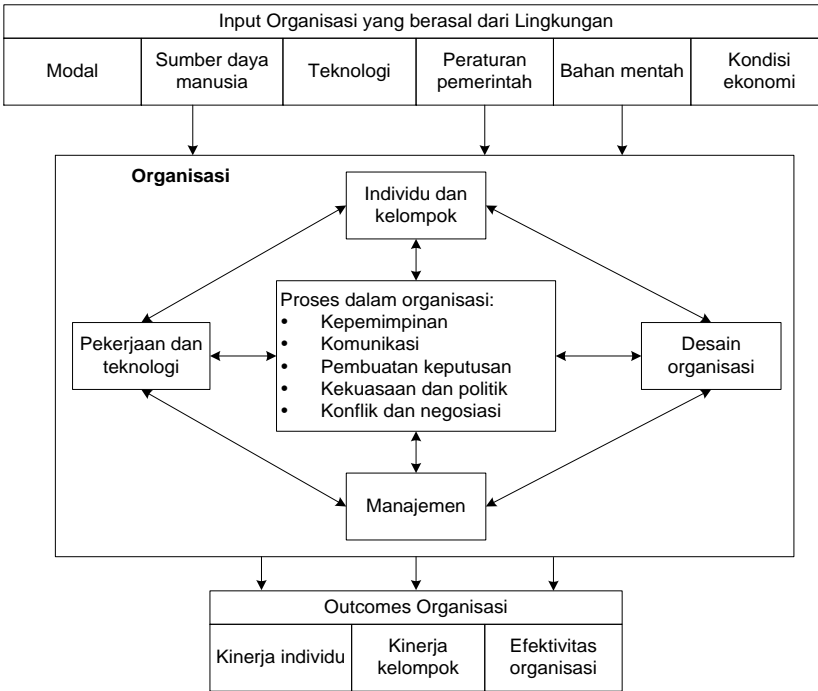 Input Organisasi yang berasal dari Lingkungan
Modal
Sumber daya
manusia
Teknologi
Peraturan
pemerintah
Bahan mentah
Kondisi
ekonomi
Organisasi
Individu dan
kelompok
Proses dalam organisasi:
• Kepemimpinan
• Komunikasi
• Pembuatan keputusan
• Kekuasaan dan politik
• Konflik dan negosiasi
Pekerjaan dan
teknologi
Desain
organisasi
Manajemen
Outcomes Organisasi
Kinerja individu
Kinerja
kelompok
Efektivitas
organisasi